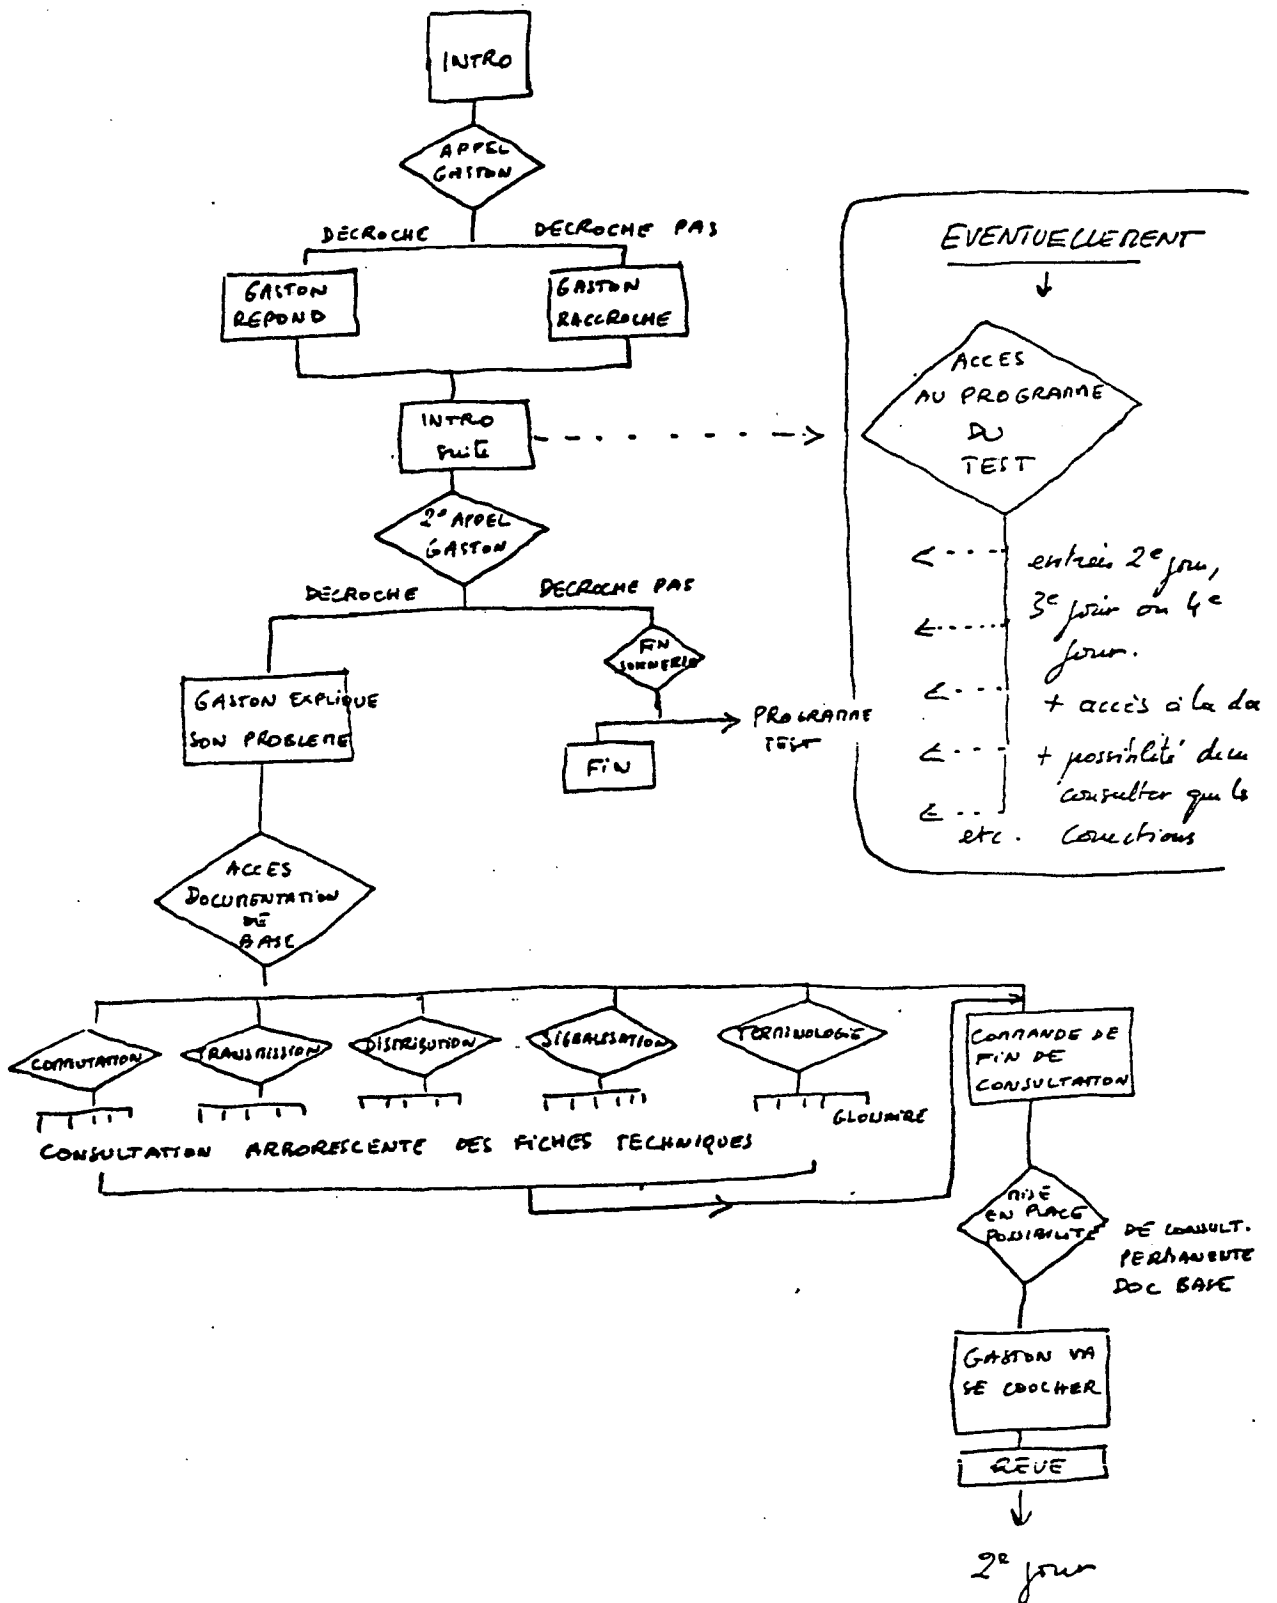 INTRO
APPEL
GASTON
DECROCHE
DECROCHE PAS
GASTON
REPOND
GASTON
RACCROCHE
INTRO
suite
2e APPEL
GASTON
DECROCHE
DECROCHE PAS
FIN
SONNERIE
GASTON EXPLIQUE
SON PROBLEME
PROGRAMME
TEST
FIN
EVENTUELLEMENT
ACCES
AU PROGRAMME
DU
TEST
entrées 2e jour,
3e jour ou 4e
jour.
+ accès à la doc
+ possibilité de
consulter que les
etc. corrections
ACCES
DOCUMENTATION
DE
BASE
COMMUTATION
TRANSMISSION
DISTRIBUTION
SIGNALISATION
TERMINOLOGIE
GLOSSAIRE
CONSULTATION ARBORESCENTE DES FICHES TECHNIQUES
COMMANDE DE
FIN DE
CONSULTATION
MISE
EN PLACE
POSSIBILITE
DE CONSULT.
PERMANENTE
DOC BASE
GASTON VA
SE COUCHER
REVE
2e jour